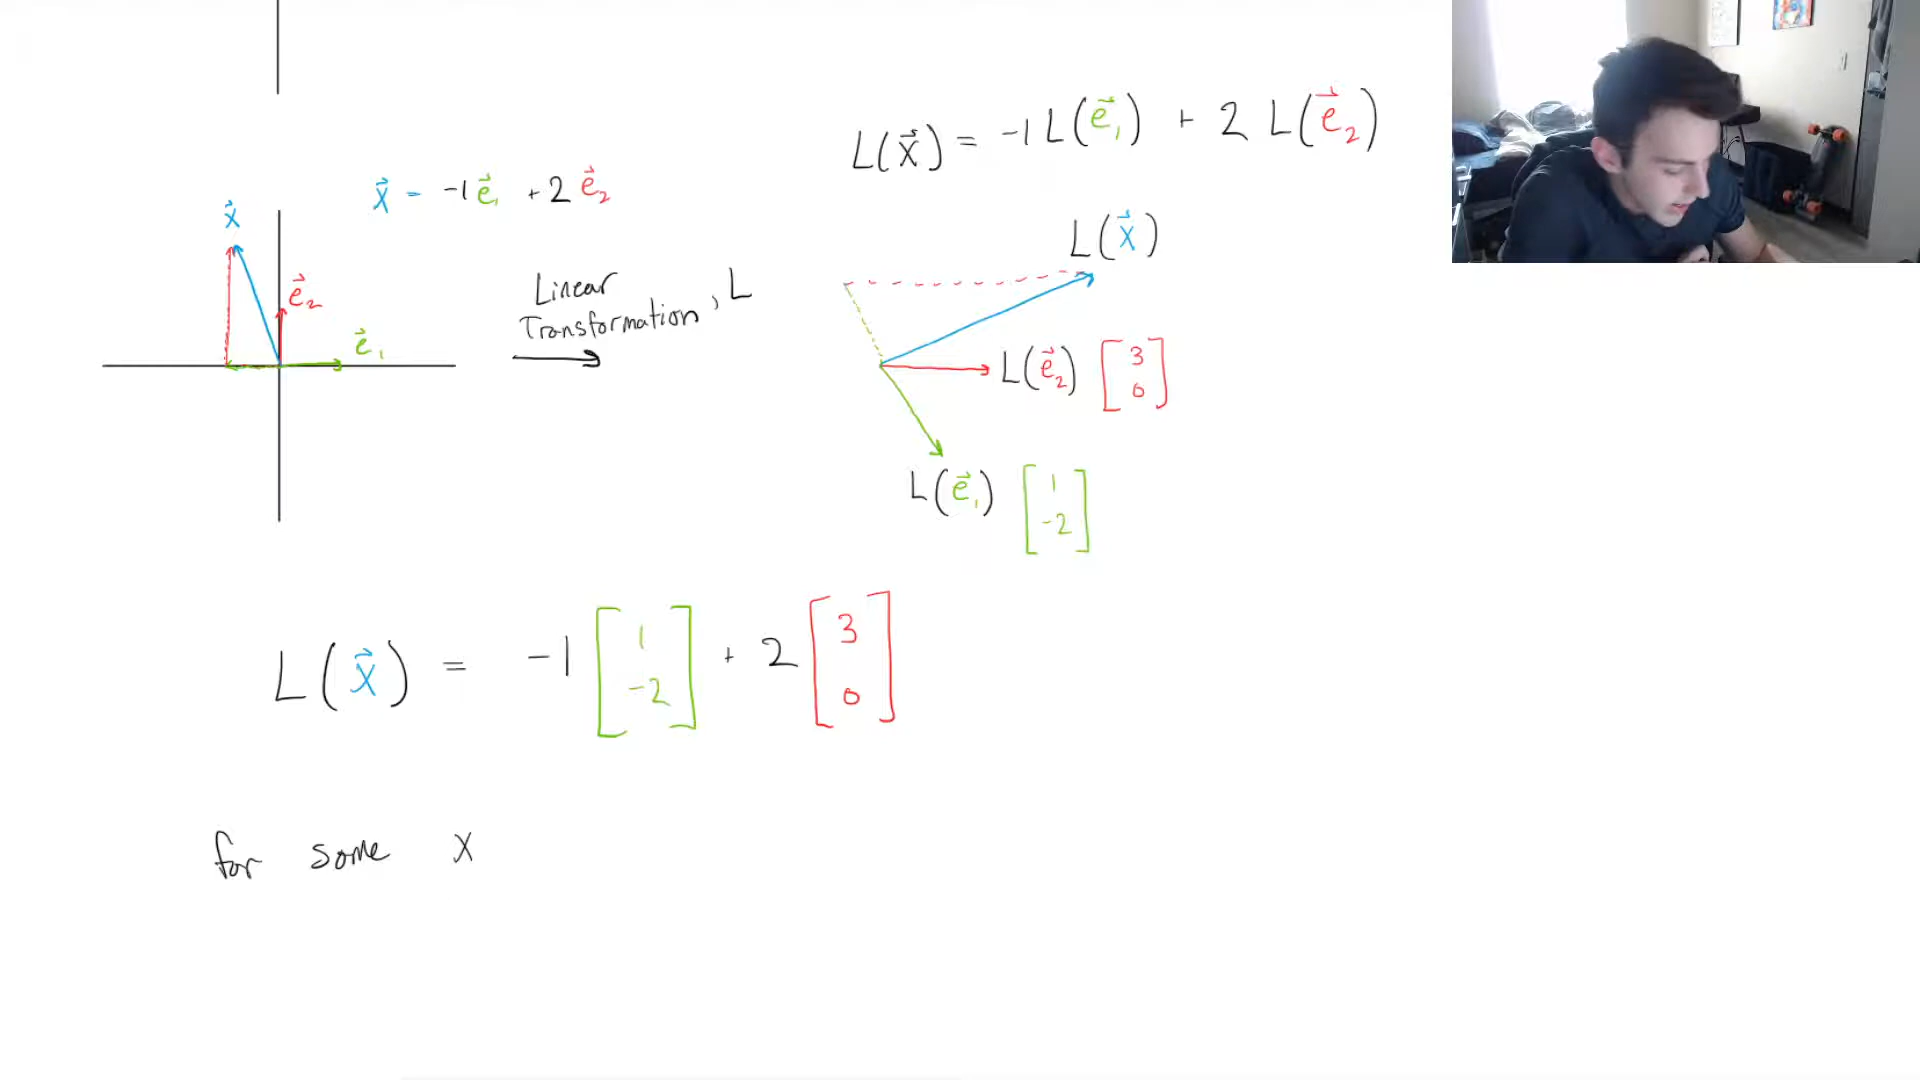 L(x⃗) = -1 L(e⃗₁) + 2 L(e⃗₂)
x⃗ = -1 e⃗₁ + 2 e⃗₂
x⃗
L(x⃗)
e⃗₂
Linear
Transformation, L
e⃗₁
L(e⃗₂) [3
0]
L(e⃗₁) [1
-2]
L(x⃗) = -1 [1
-2] + 2 [3
0]
for some x